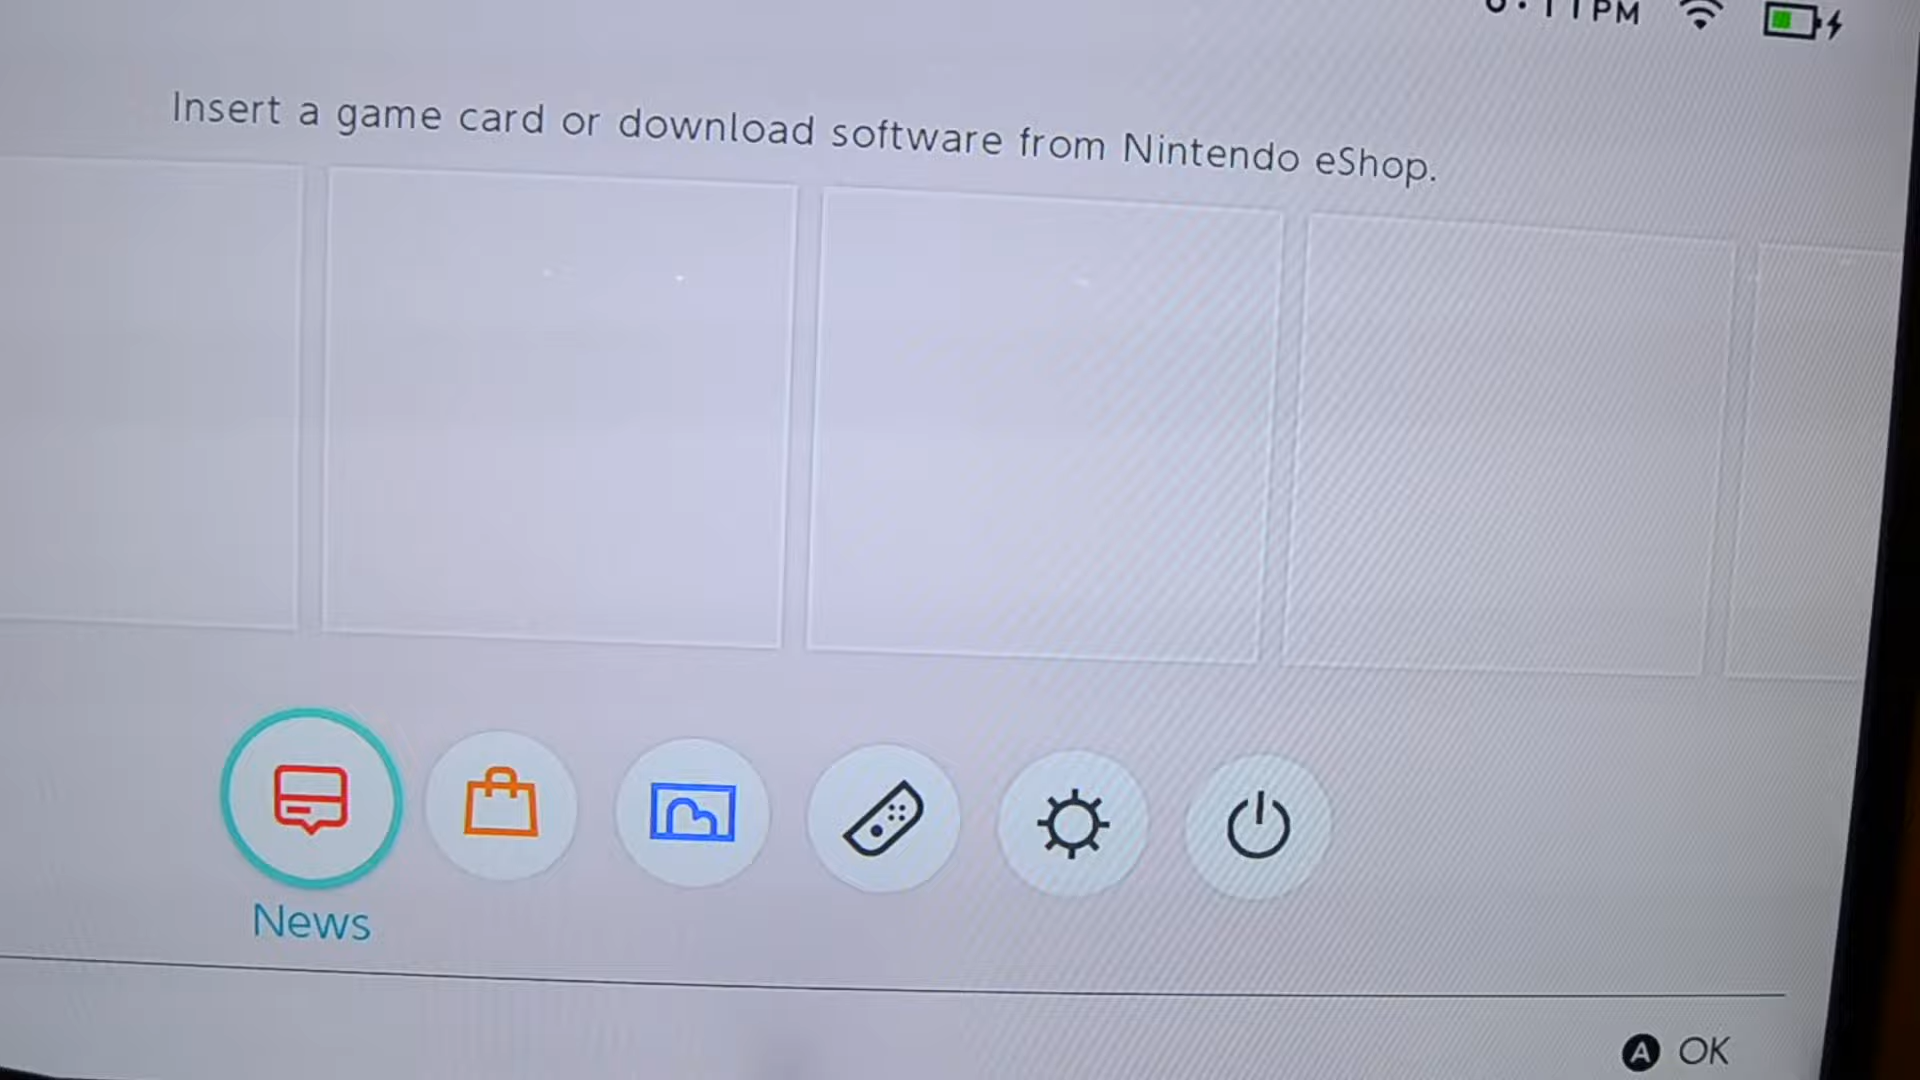 PM
Insert a game card or download software from Nintendo eShop.
News
A OK